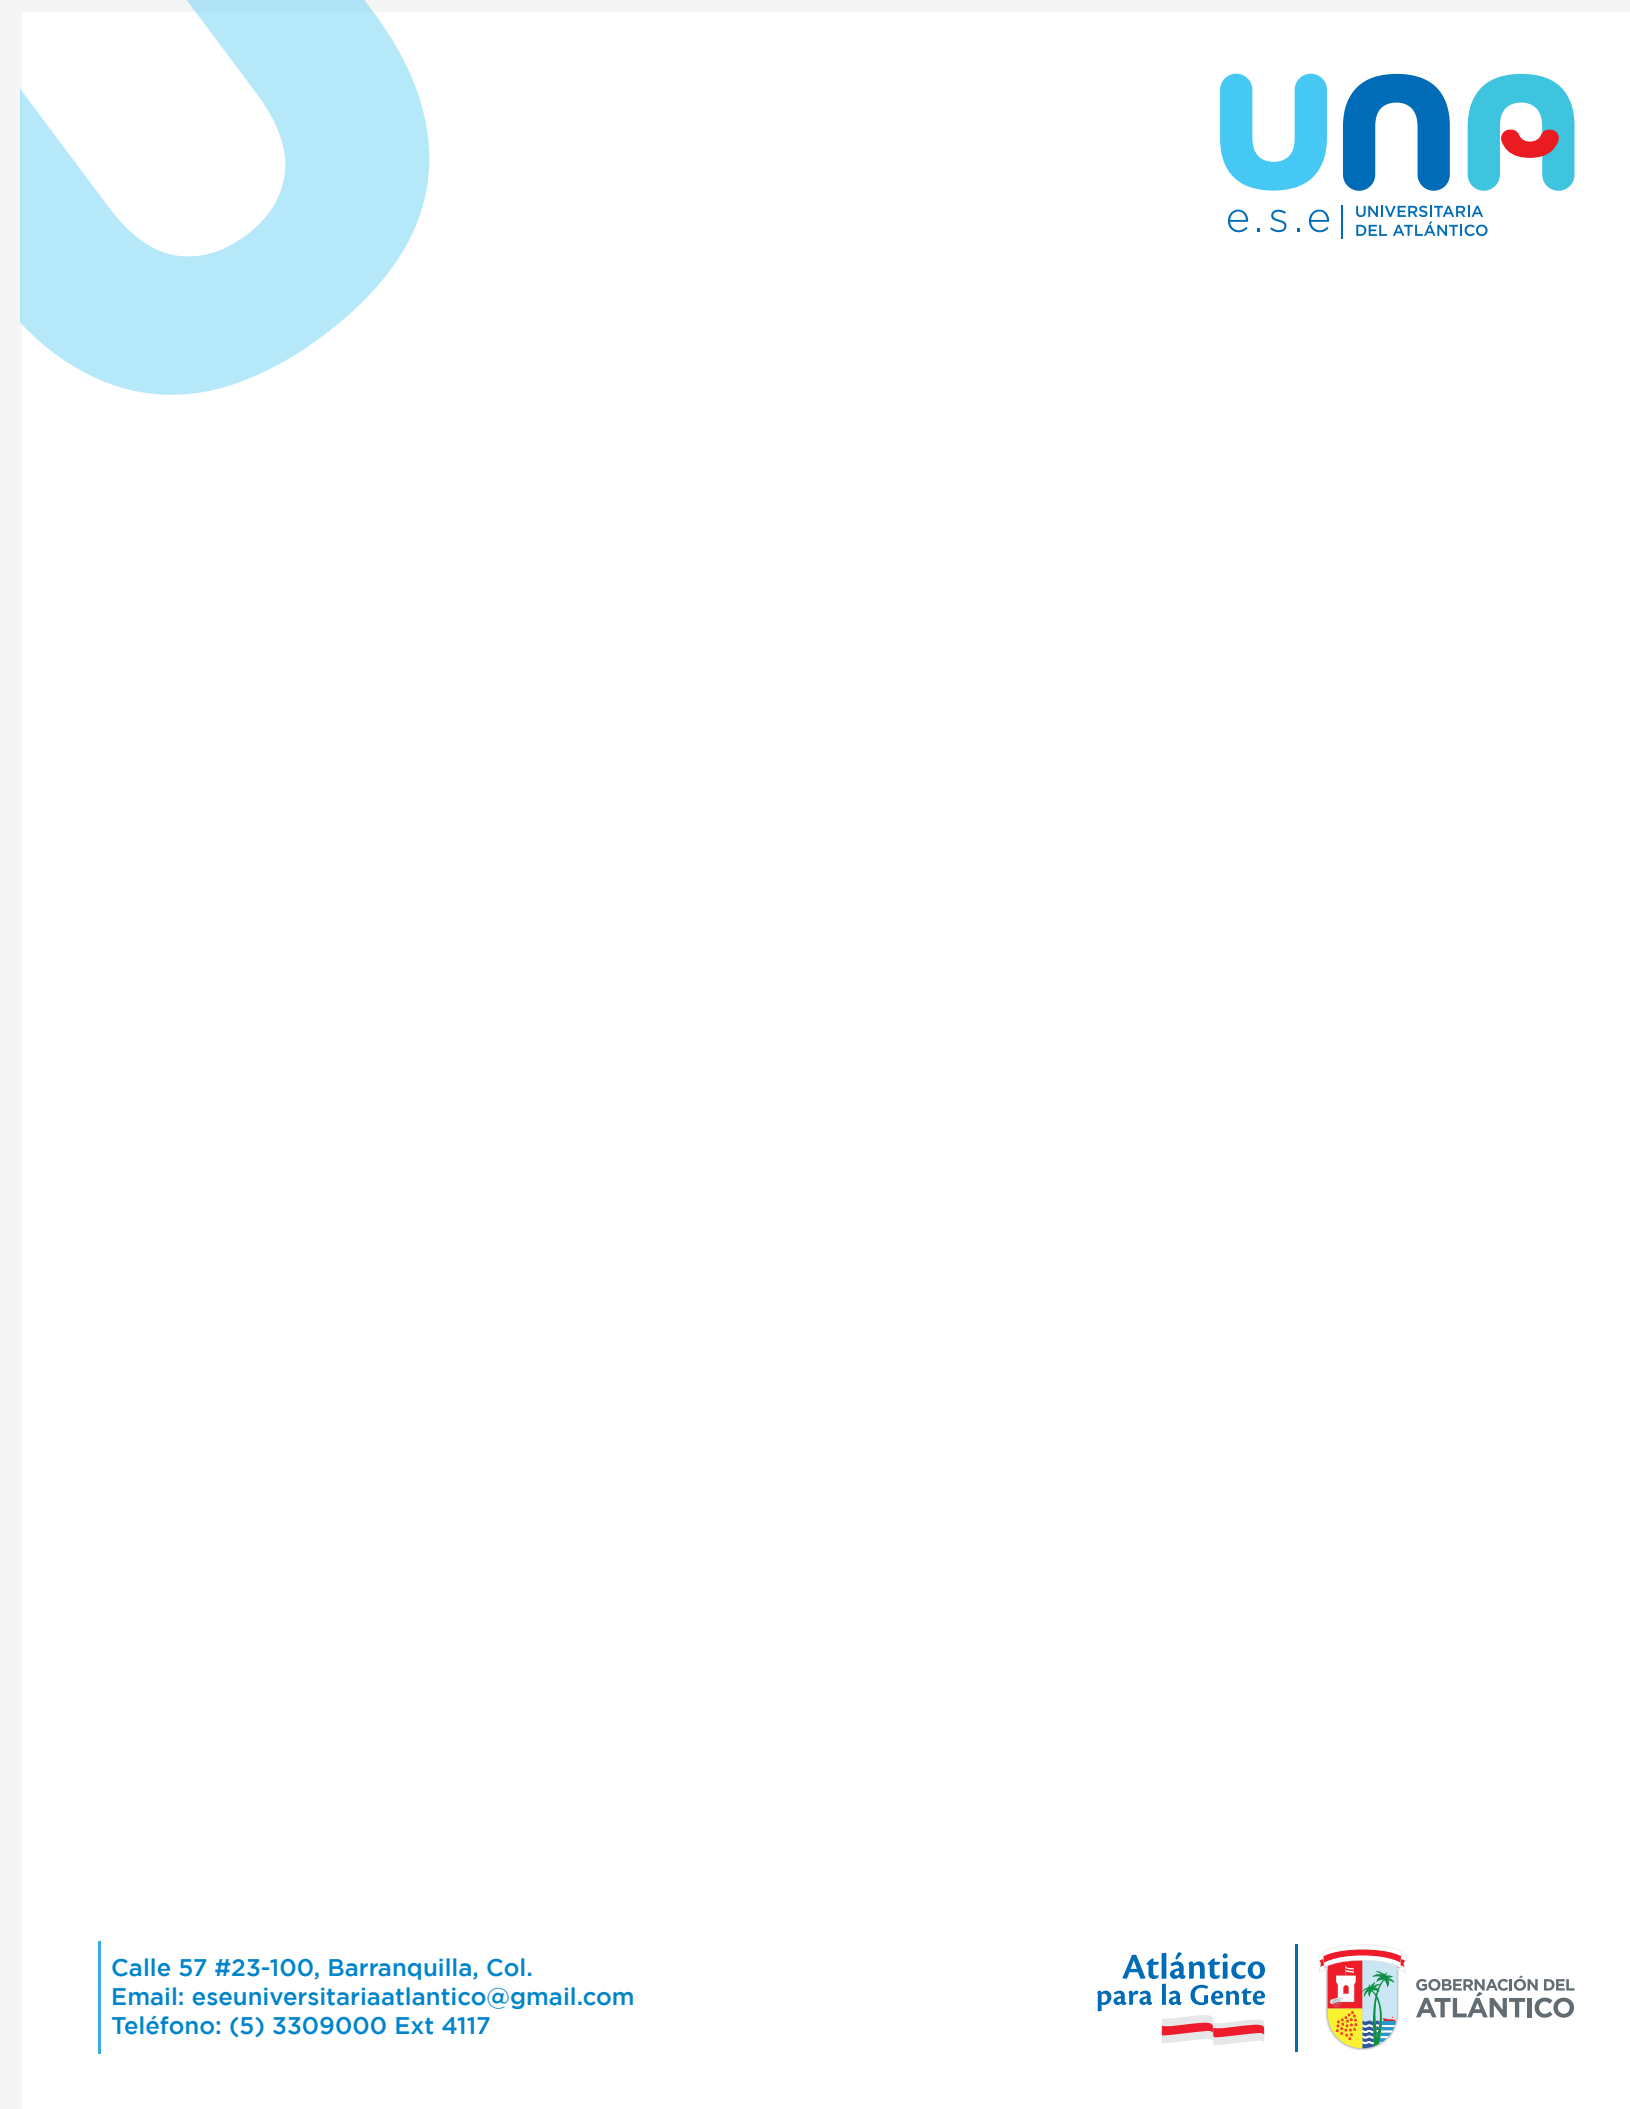 UNA
e.s.e
UNIVERSITARIA
DEL ATLÁNTICO
Calle 57 #23-100, Barranquilla, Col.
Email: eseuniversitariaatlantico@gmail.com
Teléfono: (5) 3309000 Ext 4117
Atlántico
para la Gente
GOBERNACIÓN DEL
ATLÁNTICO